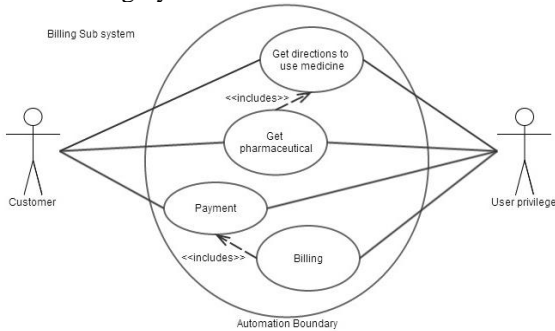 Billing Sub system
Get directions to
use medicine
<<includes>>
Get
pharmaceutical
Customer
User privilege
Payment
<<includes>>
Billing
Automation Boundary